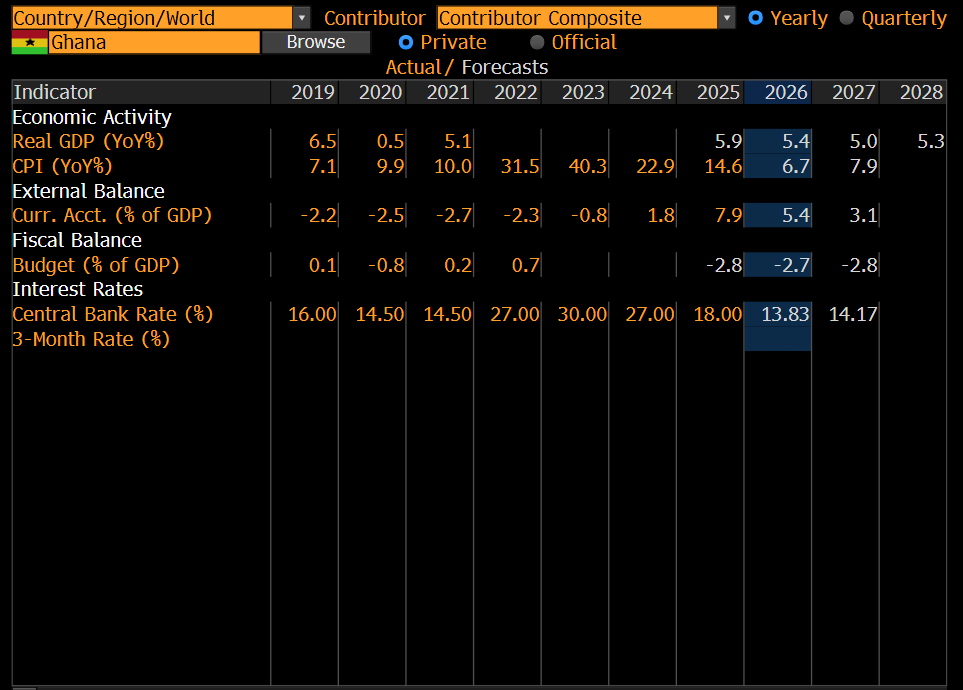 Country/Region/World Contributor Contributor Composite Yearly Quarterly
Ghana Browse Private Official
Actual/ Forecasts
Indicator 2019 2020 2021 2022 2023 2024 2025 2026 2027 2028
Economic Activity
Real GDP (YoY%) 6.5 0.5 5.1 5.9 5.4 5.0 5.3
CPI (YoY%) 7.1 9.9 10.0 31.5 40.3 22.9 14.6 6.7 7.9
External Balance
Curr. Acct. (% of GDP) -2.2 -2.5 -2.7 -2.3 -0.8 1.8 7.9 5.4 3.1
Fiscal Balance
Budget (% of GDP) 0.1 -0.8 0.2 0.7 -2.8 -2.7 -2.8
Interest Rates
Central Bank Rate (%) 16.00 14.50 14.50 27.00 30.00 27.00 18.00 13.83 14.17
3-Month Rate (%)